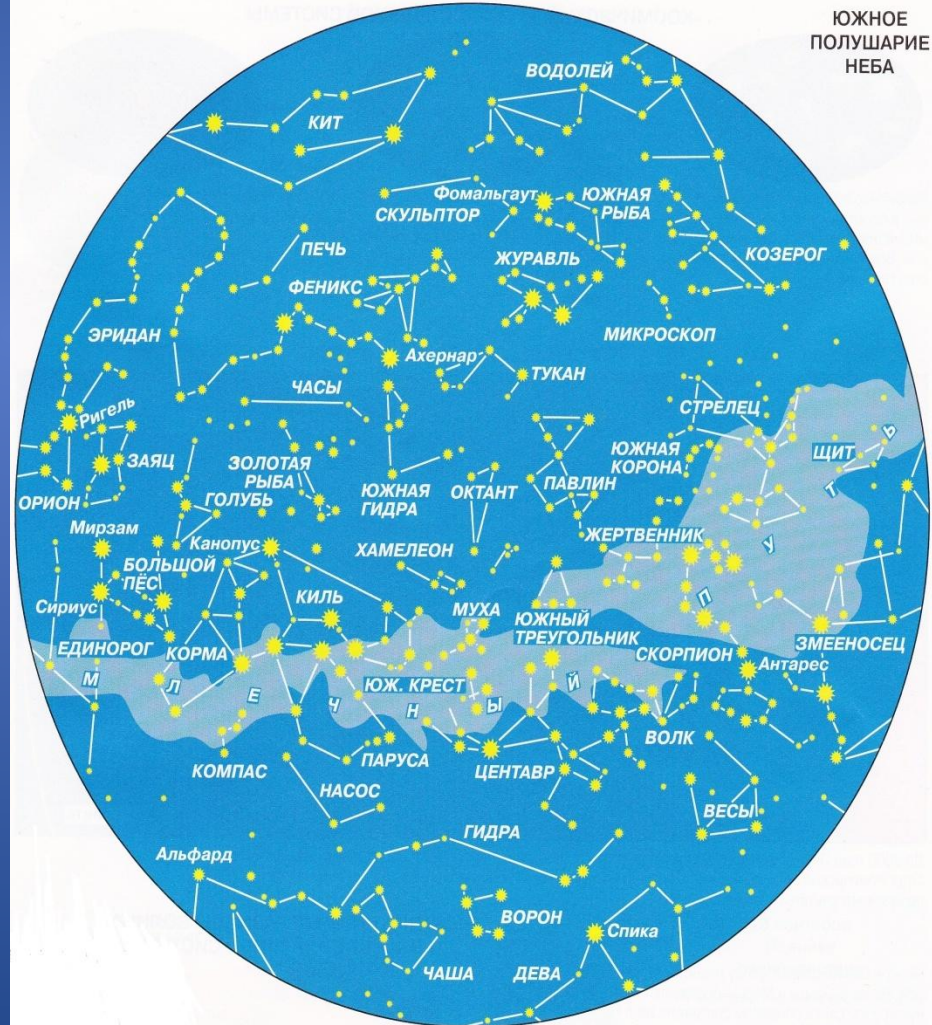 ЮЖНОЕ
ПОЛУШАРИЕ
НЕБА
ВОДОЛЕЙ
КИТ
Фомальгаут
ЮЖНАЯ
РЫБА
СКУЛЬПТОР
ПЕЧЬ
ЖУРАВЛЬ
КОЗЕРОГ
ФЕНИКС
ЭРИДАН
МИКРОСКОП
Ахернар
ТУКАН
ЧАСЫ
Ригель
СТРЕЛЕЦ
ЗАЯЦ
ЗОЛОТАЯ
РЫБА
ЮЖНАЯ
КОРОНА
ЩИТ
ОРИОН
ГОЛУБЬ
ЮЖНАЯ
ГИДРА
ОКТАНТ
ПАВЛИН
Мирзам
Канопус
ХАМЕЛЕОН
ЖЕРТВЕННИК
БОЛЬШОЙ
ПЁС
Сириус
КИЛЬ
МУХА
ЮЖНЫЙ
ТРЕУГОЛЬНИК
ЕДИНОРОГ
КОРМА
СКОРПИОН
ЗМЕЕНОСЕЦ
Антарес
ЮЖ. КРЕСТ
МЛЕЧНЫЙ ПУТЬ
ВОЛК
КОМПАС
ПАРУСА
ЦЕНТАВР
НАСОС
ВЕСЫ
ГИДРА
Альфард
ВОРОН
Спика
ЧАША
ДЕВА